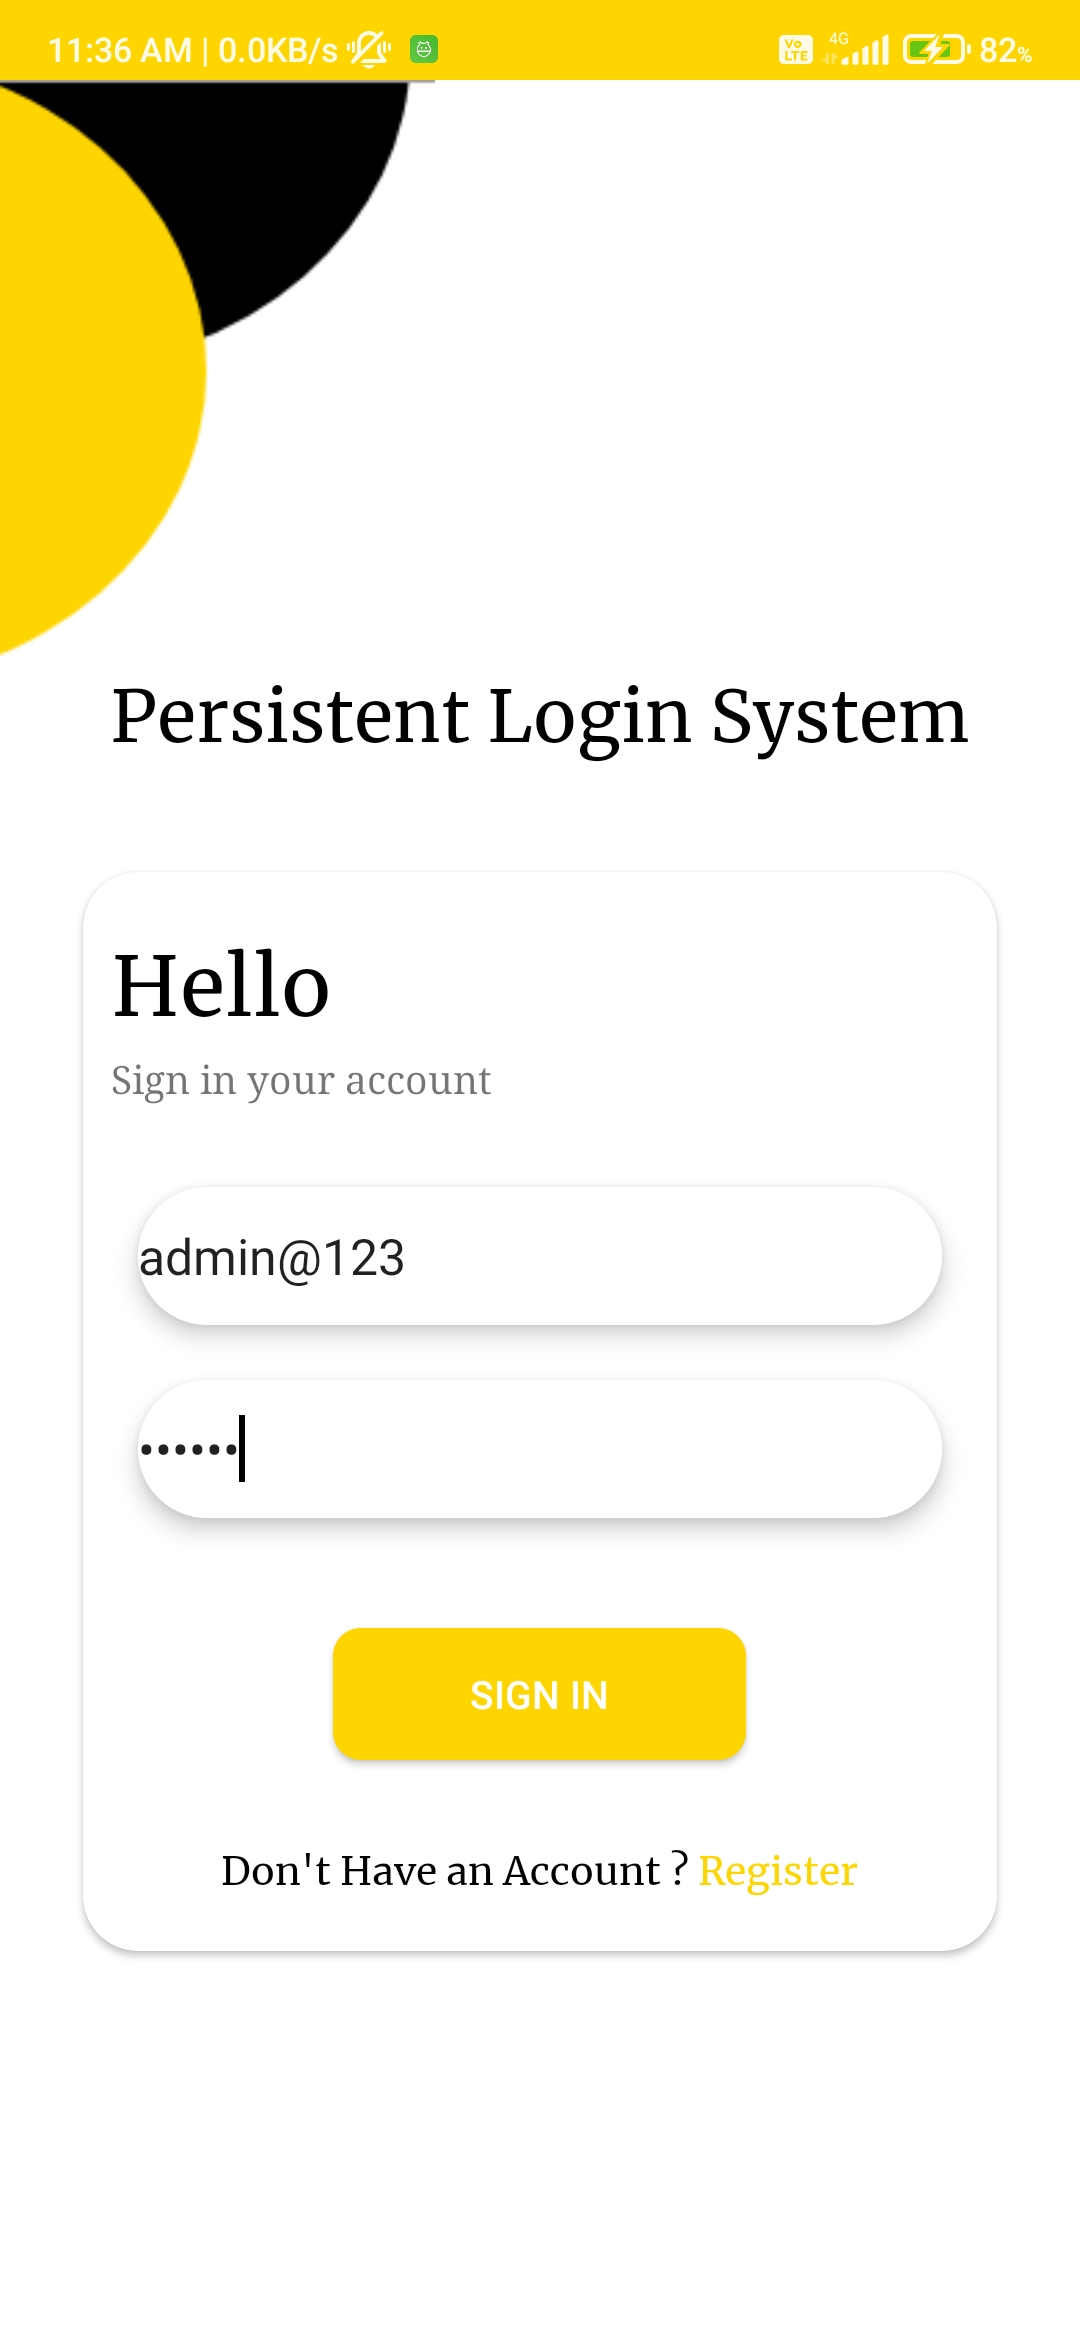 11:36 AM | 0.0KB/s Vo LTE 4G 82%
Persistent Login System
Hello
Sign in your account
admin@123
••••••
SIGN IN
Don't Have an Account ? Register